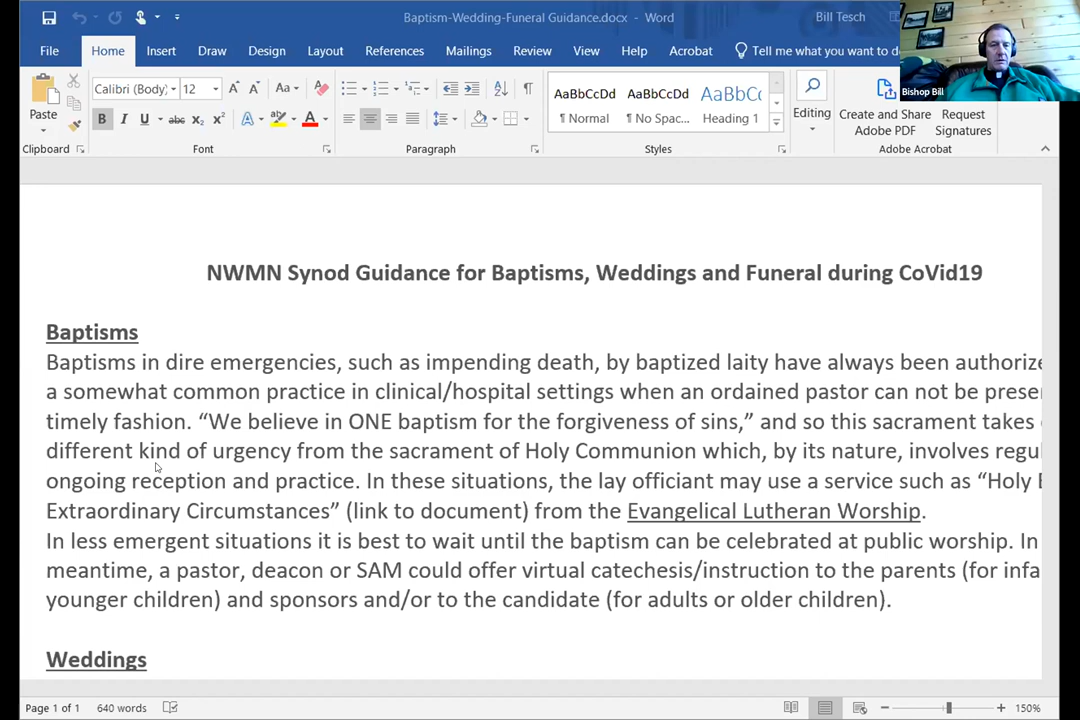 Baptism-Wedding-Funeral Guidance.docx - Word
Bill Tesch
File Home Insert Draw Design Layout References Mailings Review View Help Acrobat Tell me what you want to do
Bishop Bill
Paste
Calibri (Body) 12
AaBbCcDd AaBbCcDd AaBbCc
¶ Normal ¶ No Spac... Heading 1
Editing
Create and Share
Adobe PDF
Request
Signatures
Clipboard Font Paragraph Styles Adobe Acrobat
NWMN Synod Guidance for Baptisms, Weddings and Funeral during CoVid19
Baptisms
Baptisms in dire emergencies, such as impending death, by baptized laity have always been authorize
a somewhat common practice in clinical/hospital settings when an ordained pastor can not be prese
timely fashion. “We believe in ONE baptism for the forgiveness of sins,” and so this sacrament takes
different kind of urgency from the sacrament of Holy Communion which, by its nature, involves regu
ongoing reception and practice. In these situations, the lay officiant may use a service such as “Holy
Extraordinary Circumstances” (link to document) from the Evangelical Lutheran Worship.
In less emergent situations it is best to wait until the baptism can be celebrated at public worship. In
meantime, a pastor, deacon or SAM could offer virtual catechesis/instruction to the parents (for infa
younger children) and sponsors and/or to the candidate (for adults or older children).
Weddings
Page 1 of 1 640 words 150%